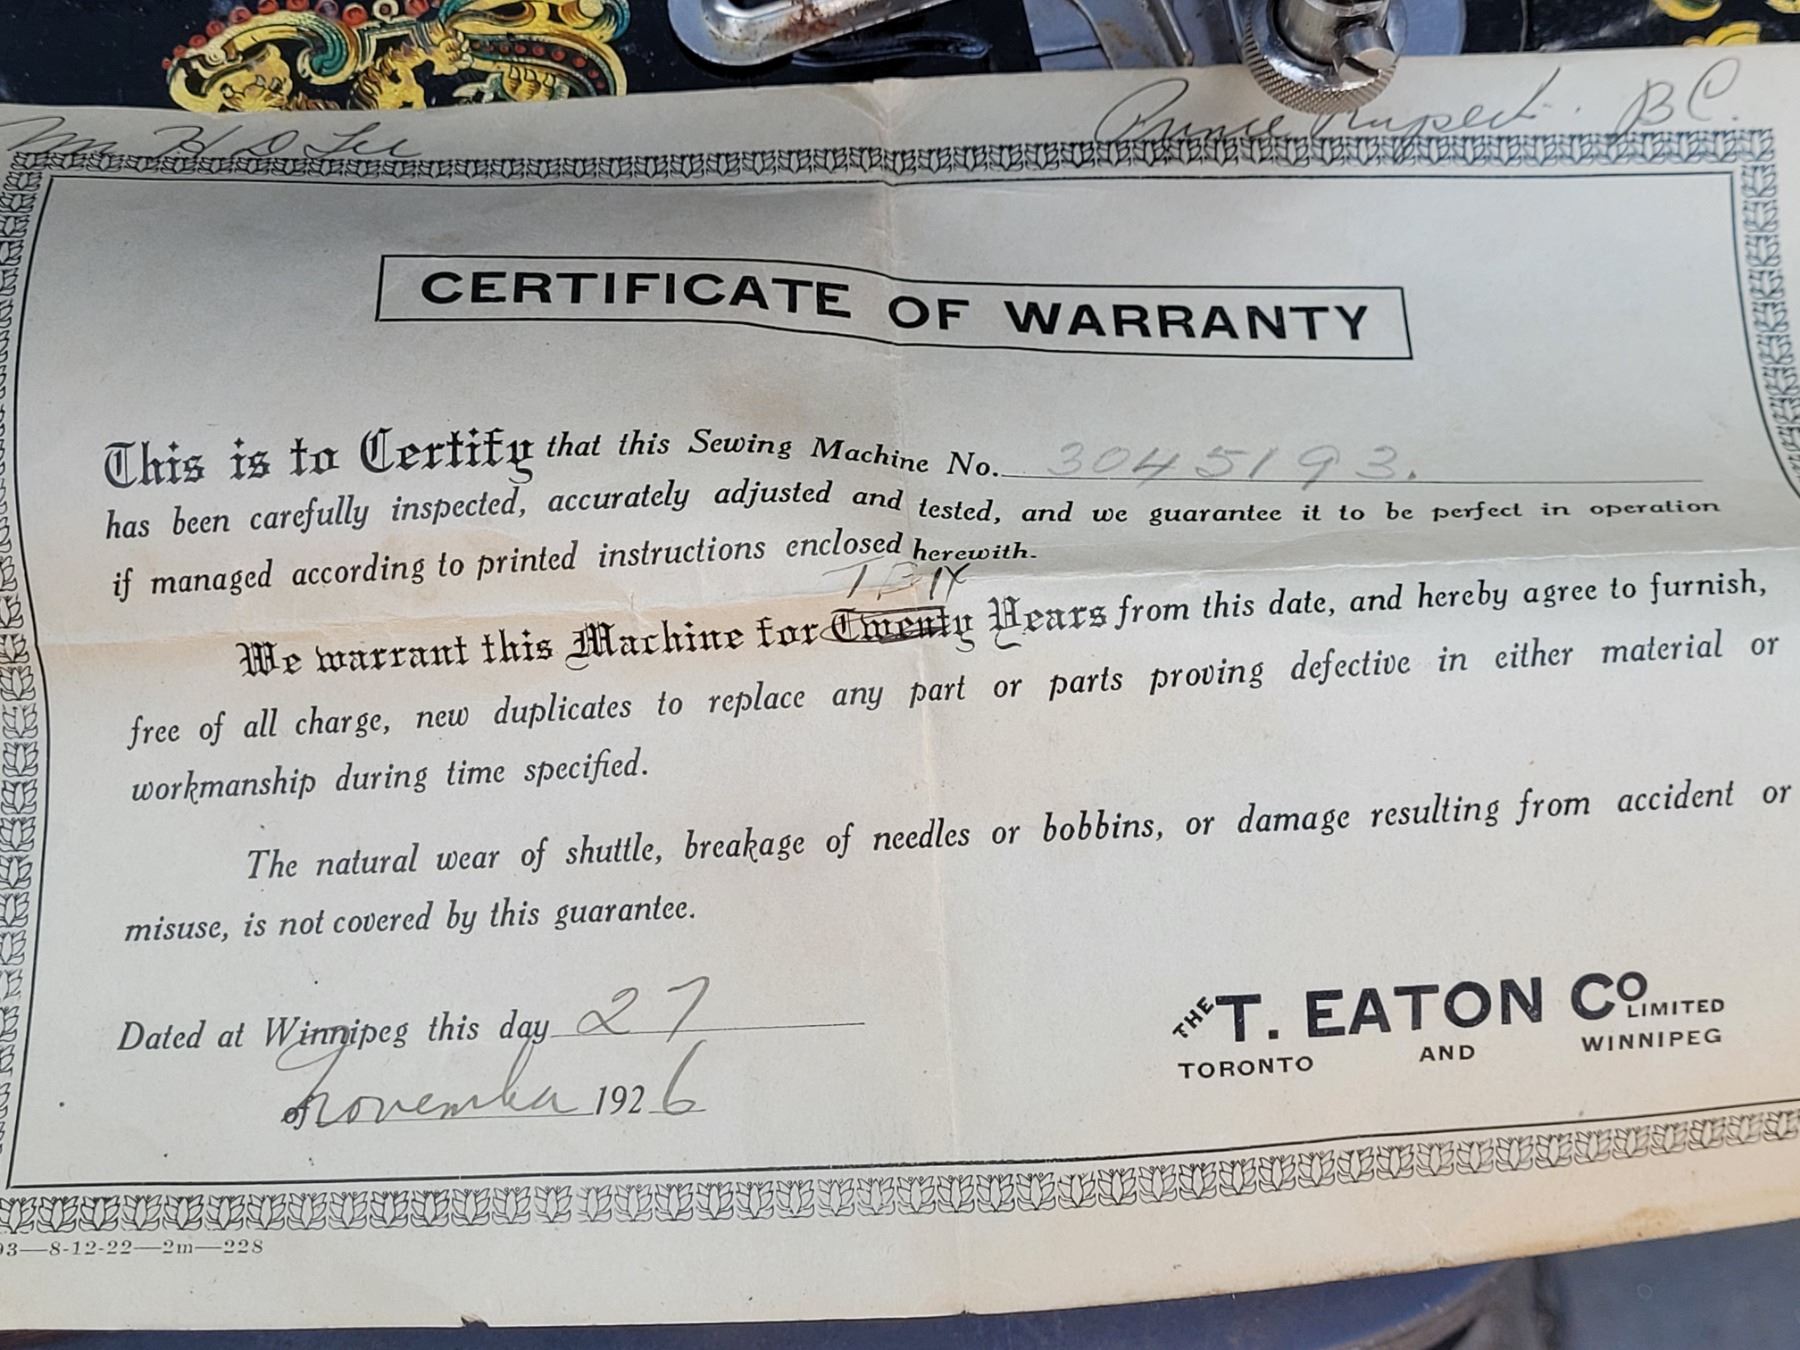 Mr H D Lee
Prince Rupert. BC.
CERTIFICATE OF WARRANTY
This is to Certify that this Sewing Machine No. 3045193.
has been carefully inspected, accurately adjusted and tested, and we guarantee it to be perfect in operation
if managed according to printed instructions enclosed herewith.
We warrant this Machine for Twenty Years from this date, and hereby agree to furnish,
free of all charge, new duplicates to replace any part or parts proving defective in either material or
workmanship during time specified.
The natural wear of shuttle, breakage of needles or bobbins, or damage resulting from accident or
misuse, is not covered by this guarantee.
Dated at Winnipeg this day 27
of November 1926
THE T. EATON CO LIMITED
TORONTO AND WINNIPEG
93—8-12-22—2m—228